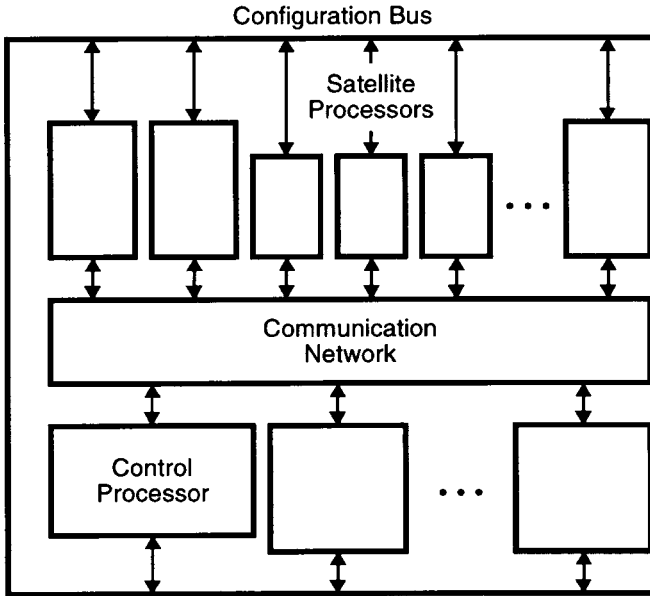 Configuration Bus
Satellite
Processors
• • •
Communication
Network
Control
Processor
• • •